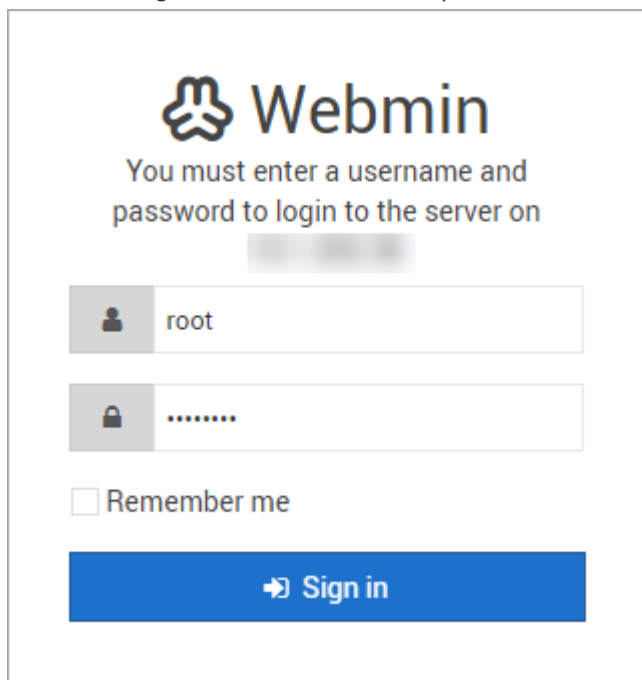 Webmin
You must enter a username and
password to login to the server on
root
••••••••
Remember me
Sign in